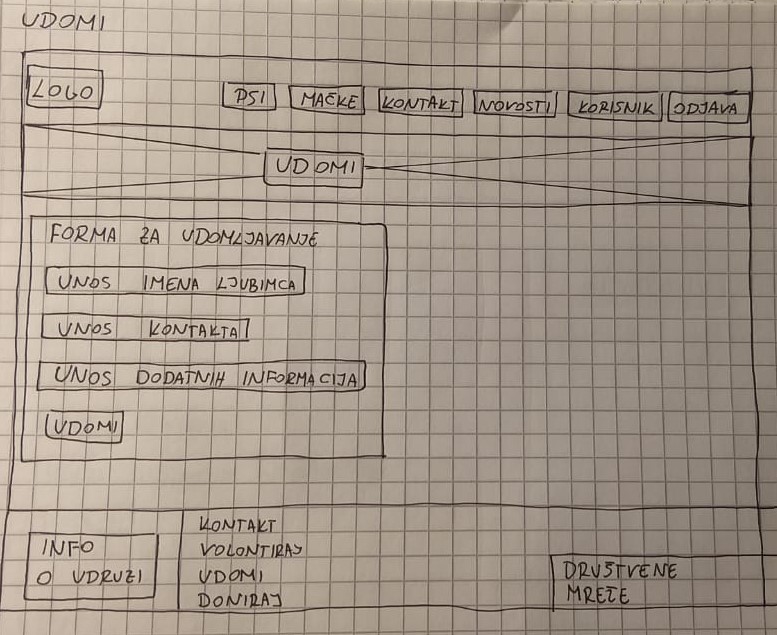 UDOMI
LOGO
PSI
MAČKE
KONTAKT
NOVOSTI
KORISNIK
ODJAVA
UDOMI
FORMA ZA UDOMLJAVANJE
UNOS IMENA LJUBIMCA
UNOS KONTAKTA
UNOS DODATNIH INFORMACIJA
UDOMI
INFO
O UDRUZI
KONTAKT
VOLONTIRAJ
UDOMI
DONIRAJ
DRUŠTVENE
MREŽE